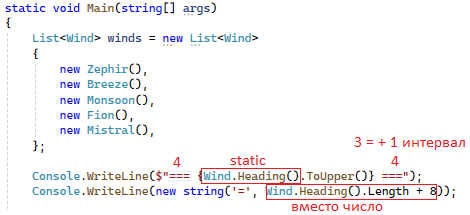 static void Main(string[] args)
{
List<Wind> winds = new List<Wind>
{
new Zephir(),
new Breeze(),
new Monsoon(),
new Fion(),
new Mistral(),
};
3 = + 1 интервал
4 static 4
Console.WriteLine($"=== {Wind.Heading().ToUpper()} ===");
Console.WriteLine(new string('=', Wind.Heading().Length + 8));
вместо число